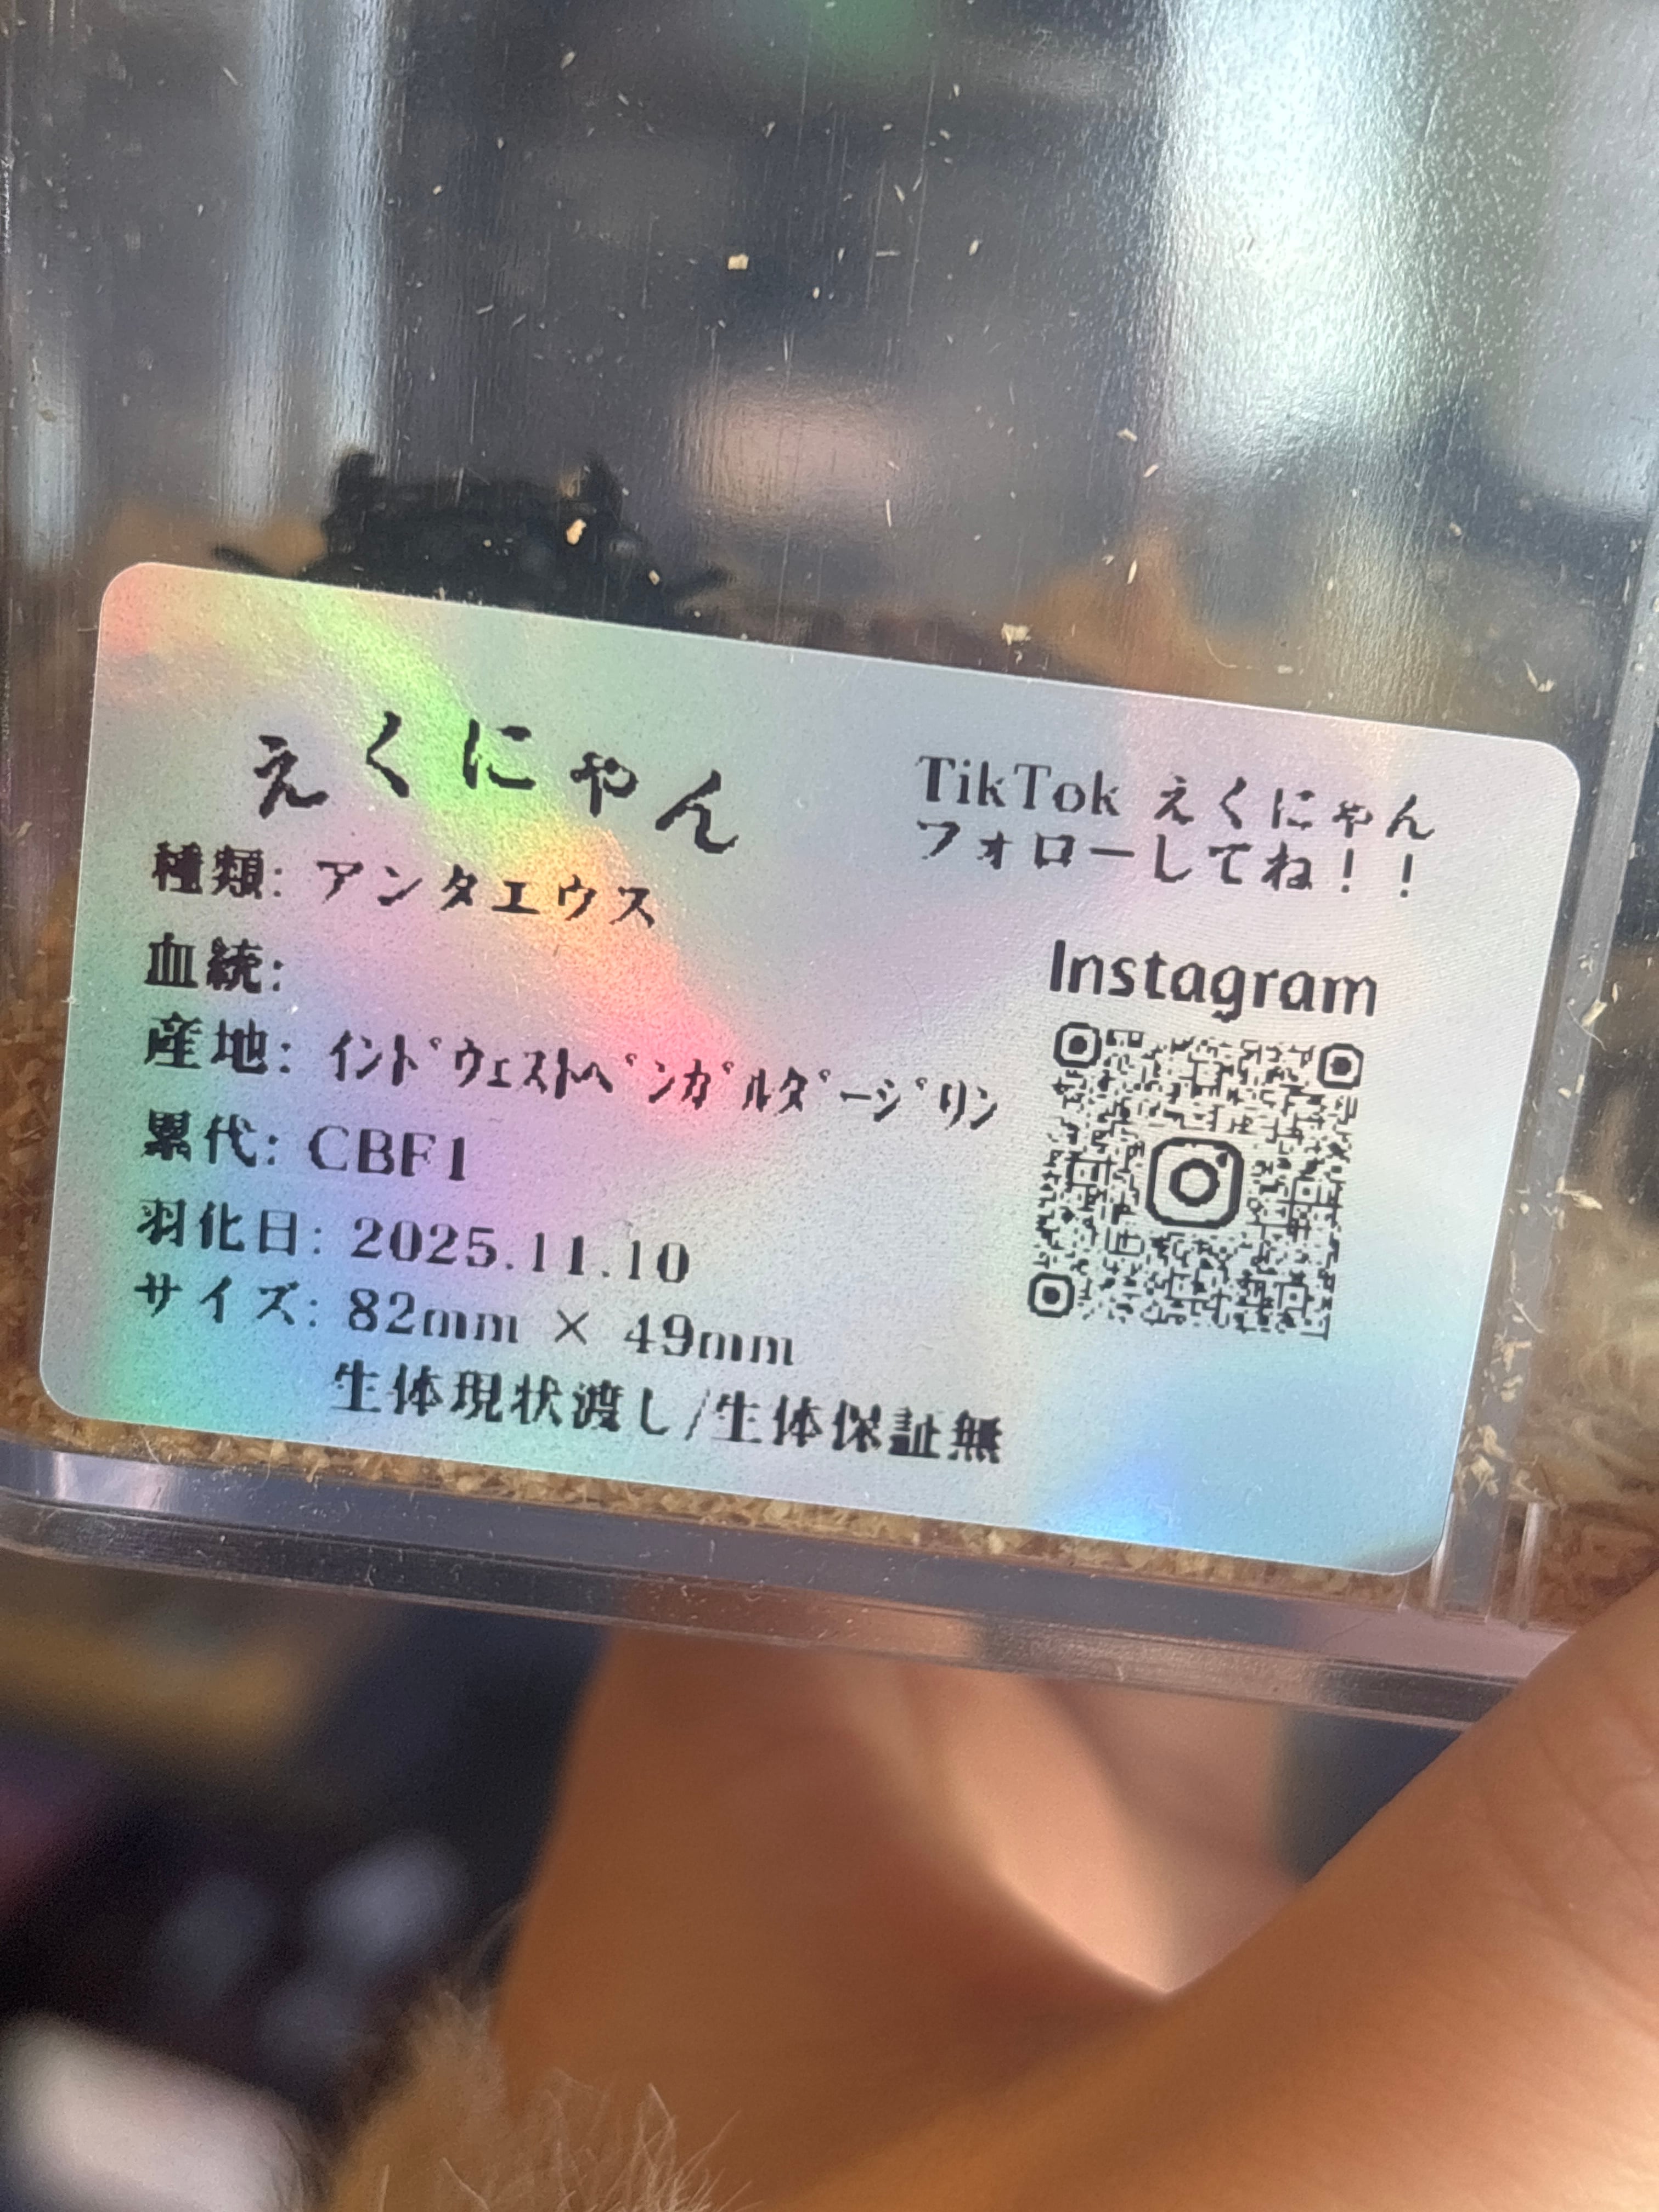 えくにゃん
TikTok えくにゃん
フォローしてね！！
種類: アンタエウス
血統:
産地: ｲﾝﾄﾞｳｪｽﾄﾍﾞﾝｶﾞﾙﾀﾞｰｼﾞﾘﾝ
累代: CBF1
羽化日: 2025.11.10
サイズ: 82mm × 49mm
生体現状渡し/生体保証無
Instagram